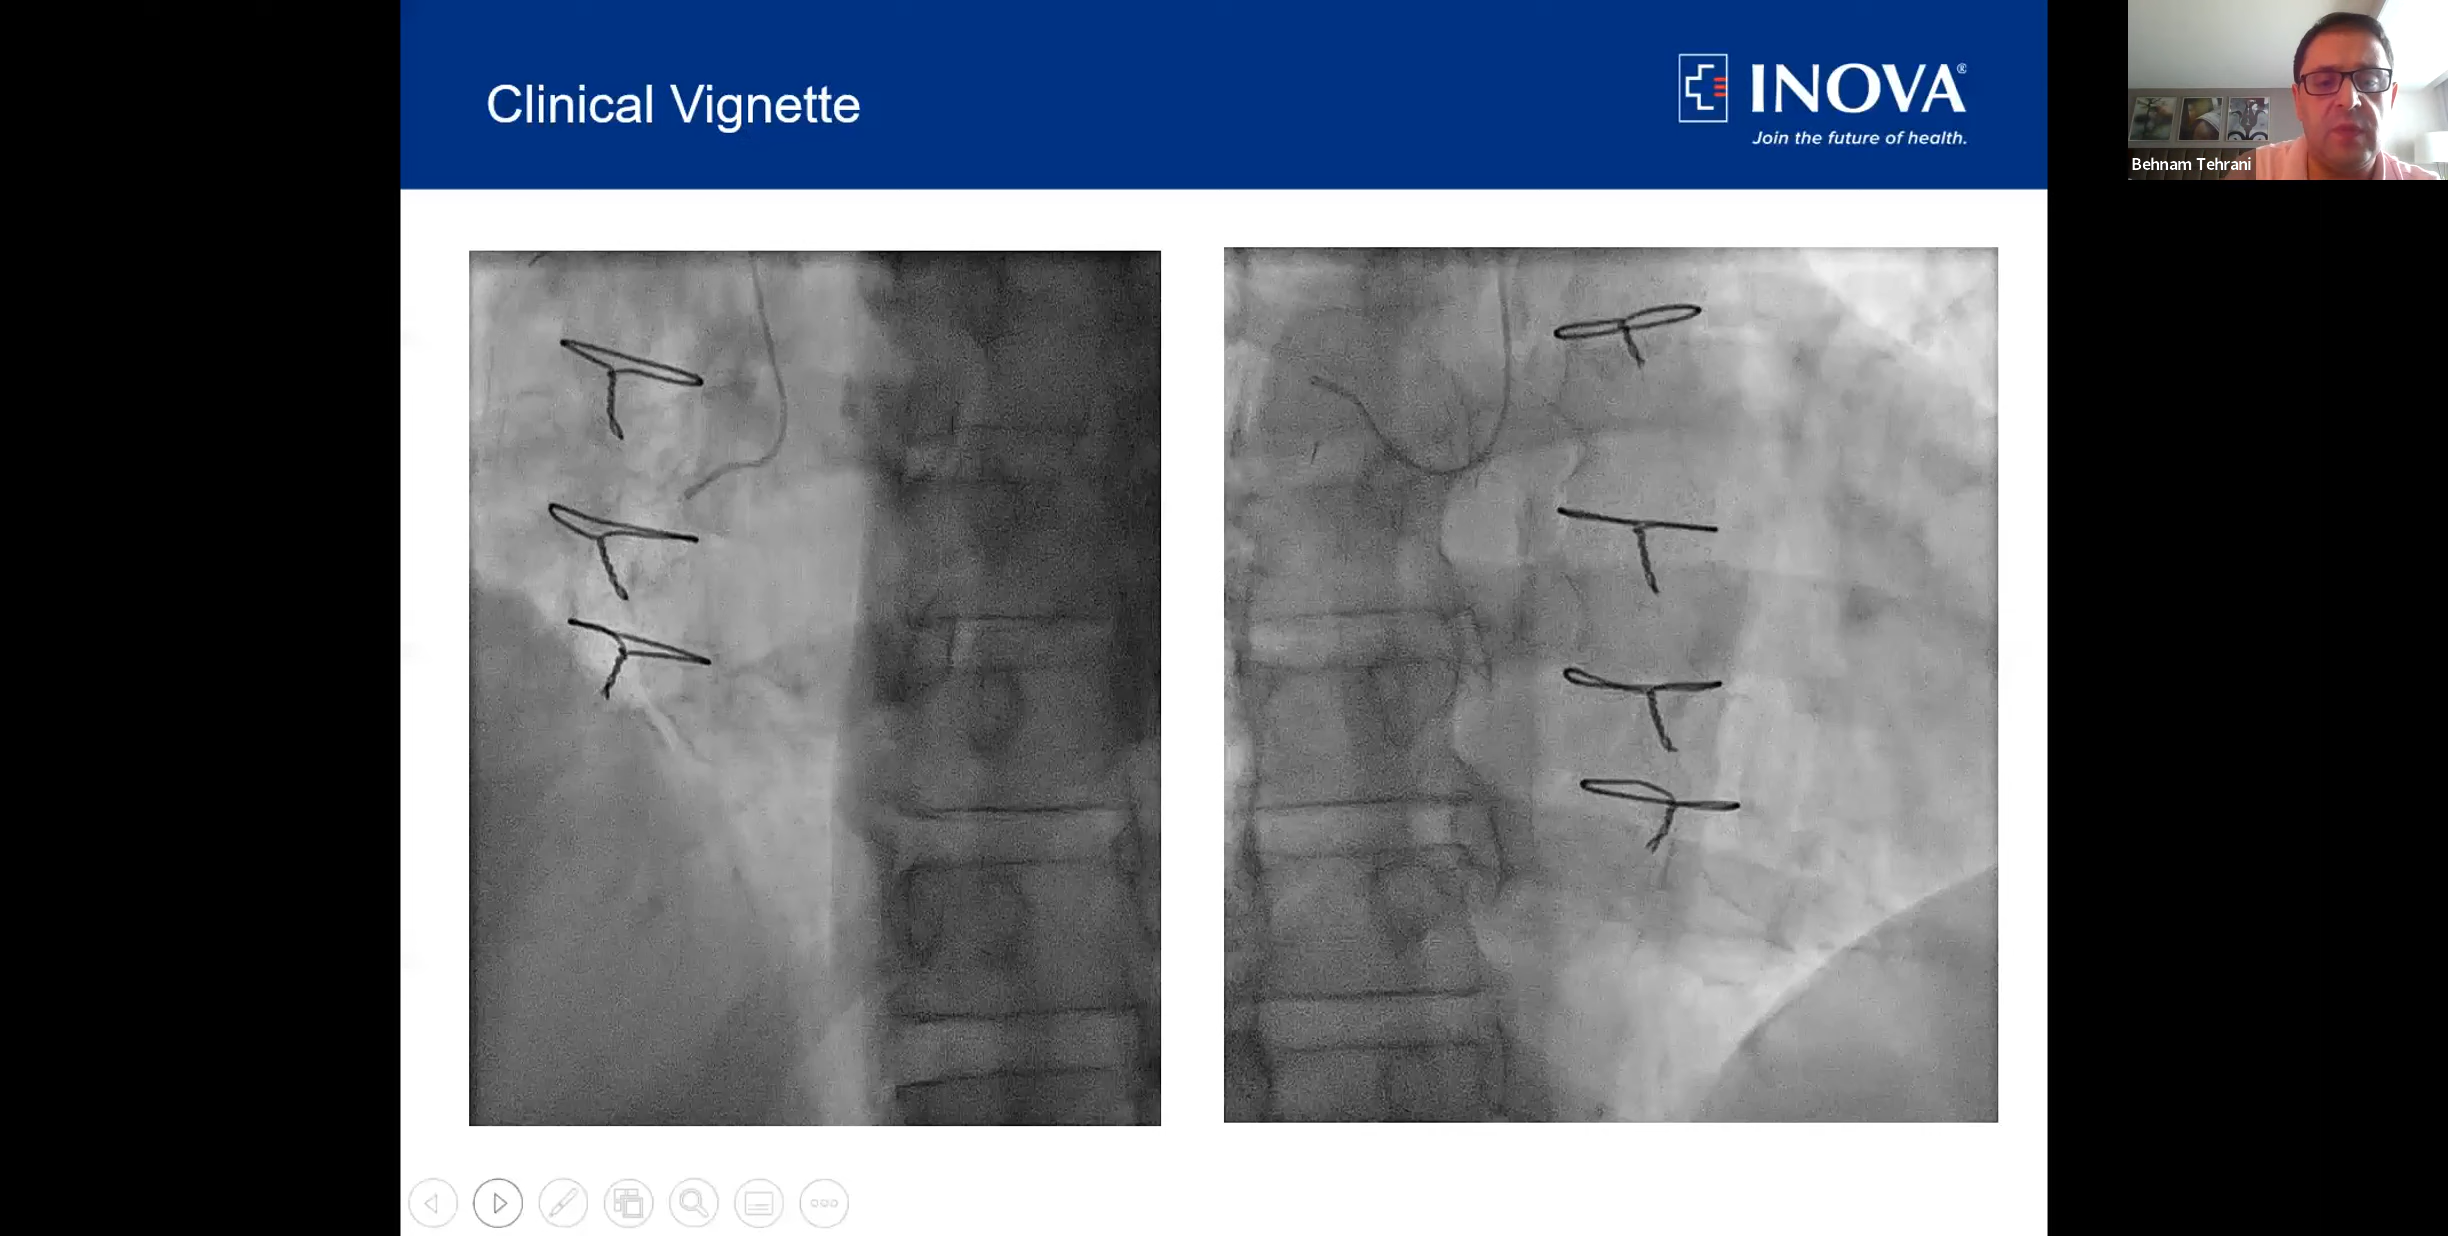 Clinical Vignette
INOVA®
Join the future of health.
Behnam Tehrani